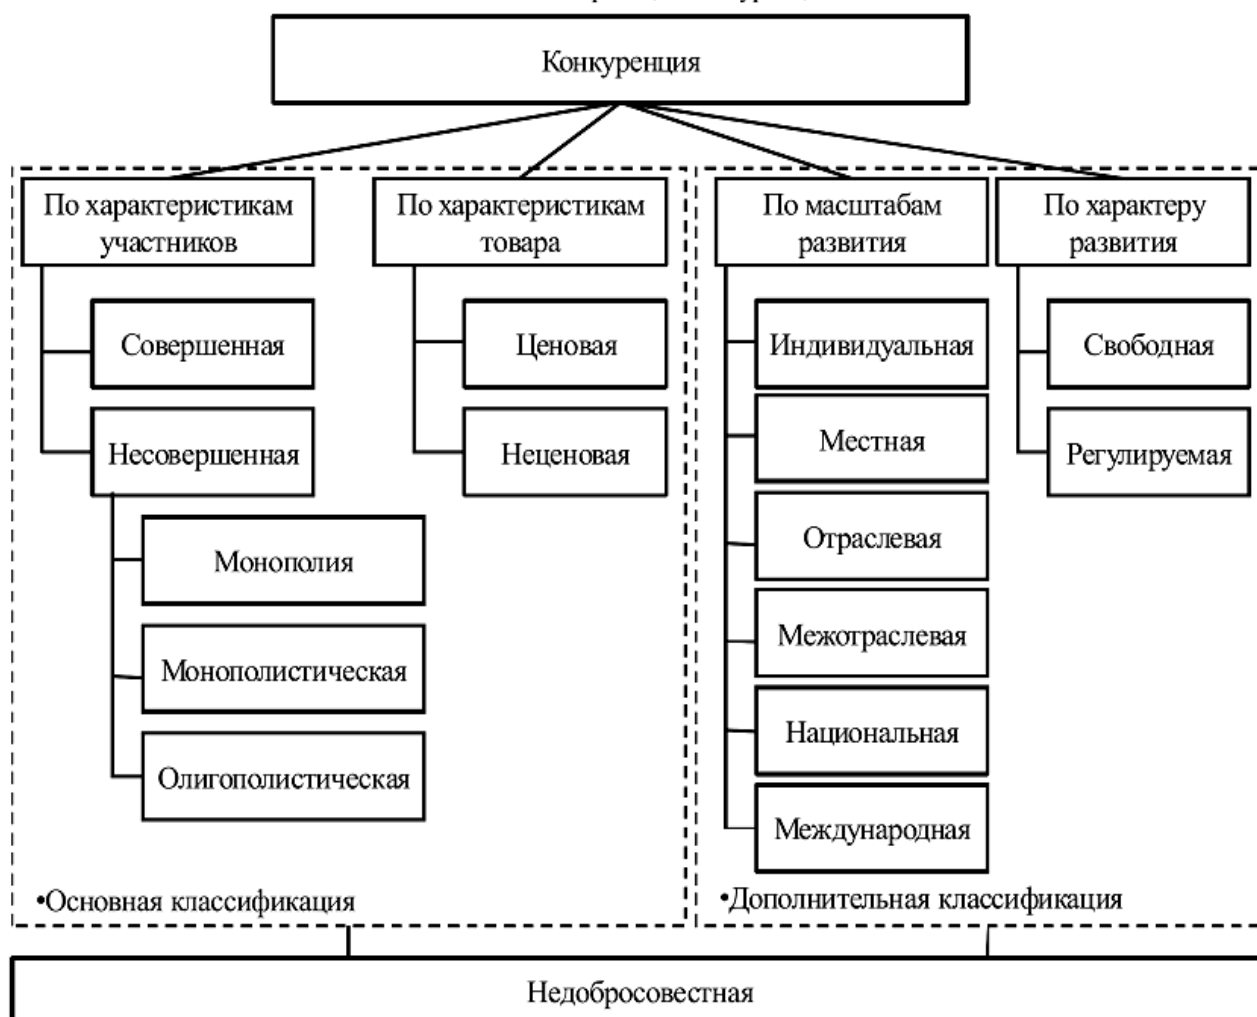 Конкуренция
По характеристикам
участников
По характеристикам
товара
По масштабам
развития
По характеру
развития
Совершенная
Несовершенная
Монополия
Монополистическая
Олигополистическая
Ценовая
Неценовая
Индивидуальная
Местная
Отраслевая
Межотраслевая
Национальная
Международная
Свободная
Регулируемая
•Основная классификация
•Дополнительная классификация
Недобросовестная